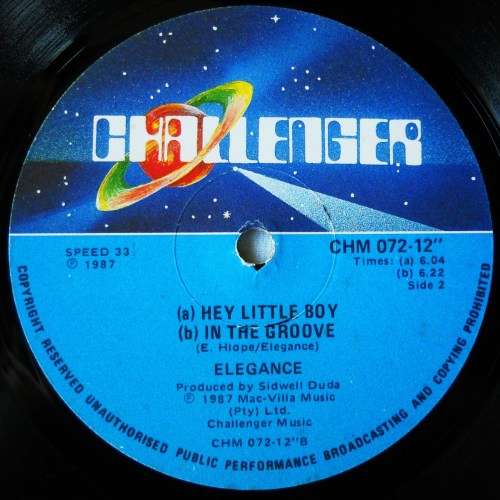 CHALLENGER
SPEED 33
℗ 1987
CHM 072-12"
Times: (a) 6.04
(b) 6.22
Side 2
(a) HEY LITTLE BOY
(b) IN THE GROOVE
(E. Hlope/Elegance)
ELEGANCE
Produced by Sidwell Duda
℗ 1987 Mac-Villa Music
(Pty) Ltd.
Challenger Music
CHM 072-12"B
COPYRIGHT RESERVED UNAUTHORISED PUBLIC PERFORMANCE BROADCASTING AND COPYING PROHIBITED